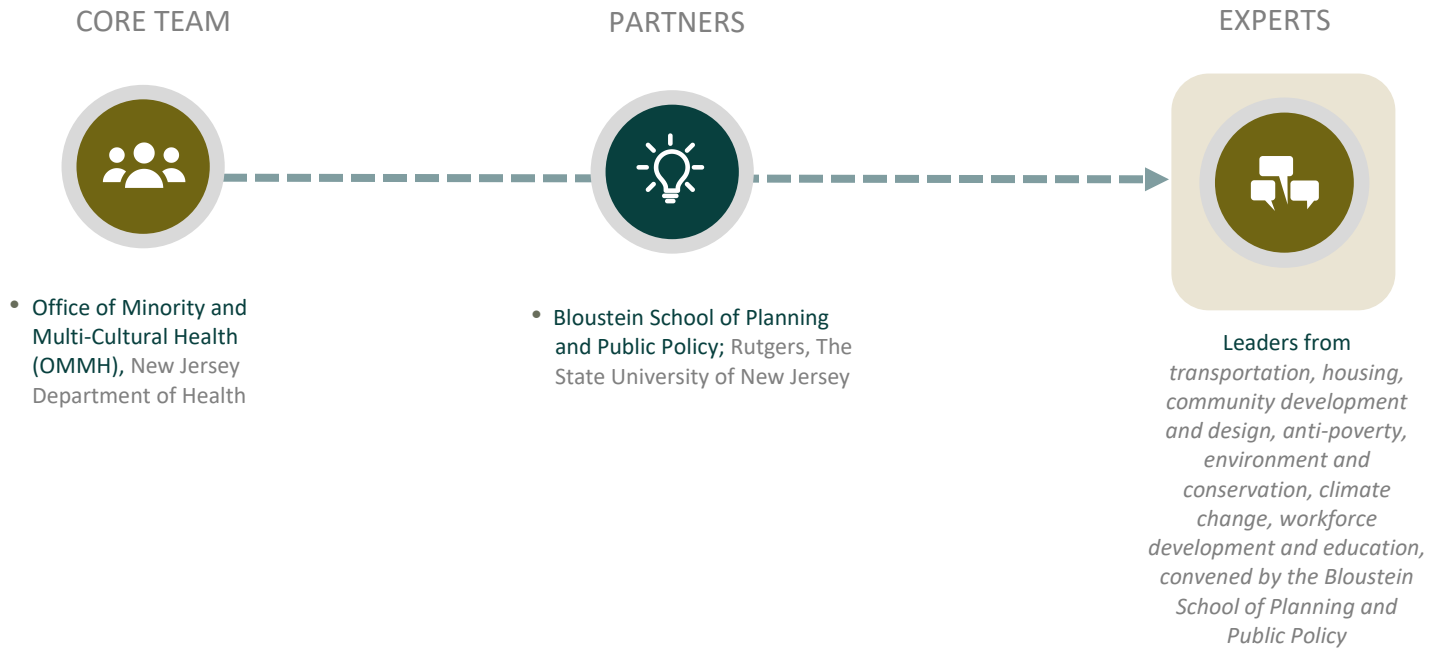 CORE TEAM
PARTNERS
EXPERTS
• Office of Minority and
Multi-Cultural Health
(OMMH), New Jersey
Department of Health
• Bloustein School of Planning
and Public Policy; Rutgers, The
State University of New Jersey
Leaders from
transportation, housing,
community development
and design, anti-poverty,
environment and
conservation, climate
change, workforce
development and education,
convened by the Bloustein
School of Planning and
Public Policy